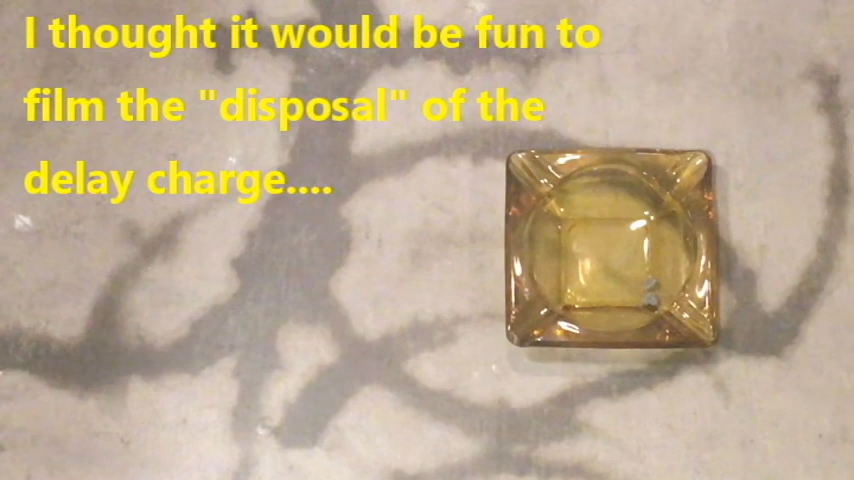 I thought it would be fun to
film the "disposal" of the
delay charge....